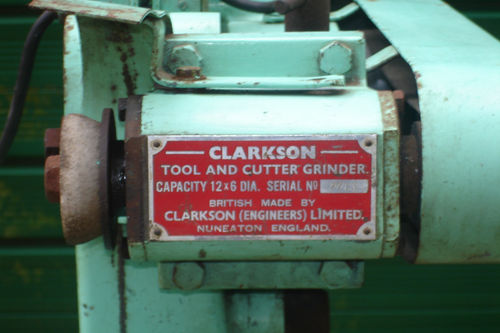 CLARKSON
TOOL AND CUTTER GRINDER.
CAPACITY 12 x 6 DIA. SERIAL Nº
BRITISH MADE BY
CLARKSON (ENGINEERS) LIMITED.
NUNEATON ENGLAND.